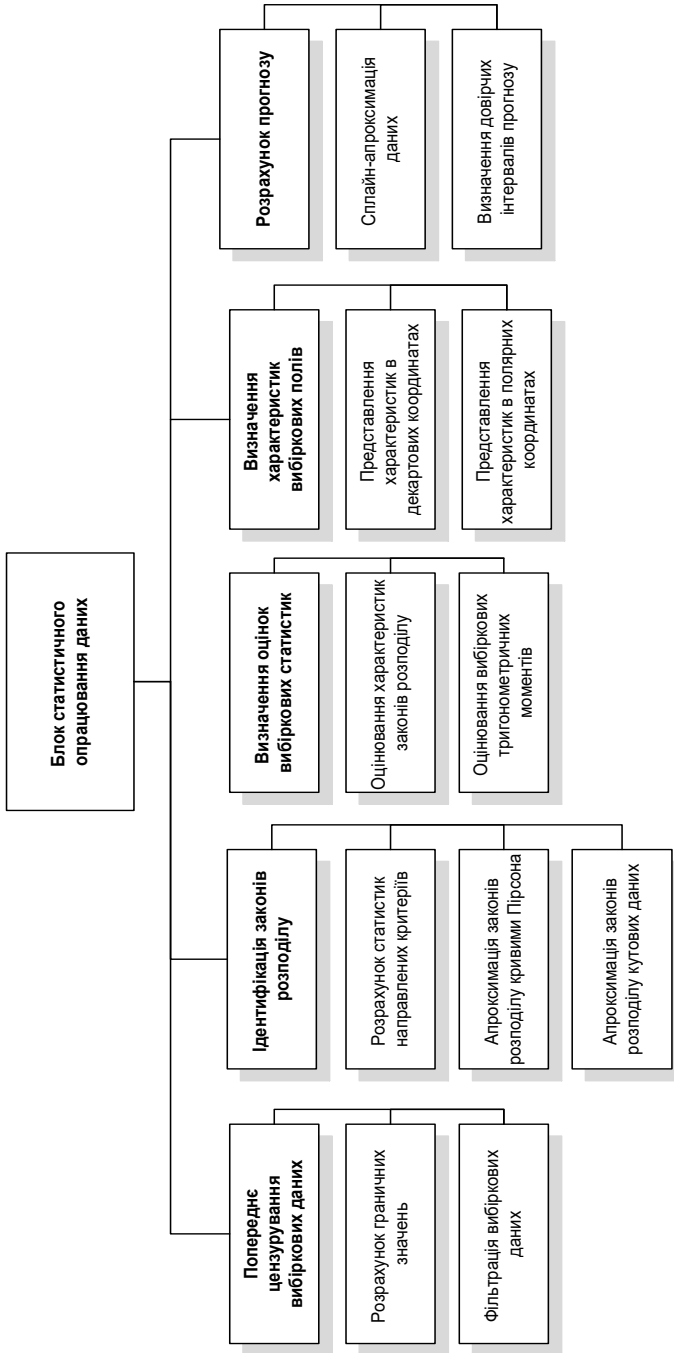 Блок статистичного
опрацювання даних
Попереднє
цензурування
вибіркових даних
Розрахунок граничних
значень
Фільтрація вибіркових
даних
Ідентифікація законів
розподілу
Розрахунок статистик
направлених критеріїв
Апроксимація законів
розподілу кривими Пірсона
Апроксимація законів
розподілу кутових даних
Визначення оцінок
вибіркових статистик
Оцінювання характеристик
законів розподілу
Оцінювання вибіркових
тригонометричних
моментів
Визначення
характеристик
вибіркових полів
Представлення
характеристик в
декартових координатах
Представлення
характеристик в полярних
координатах
Розрахунок прогнозу
Сплайн-апроксимація
даних
Визначення довірчих
інтервалів прогнозу